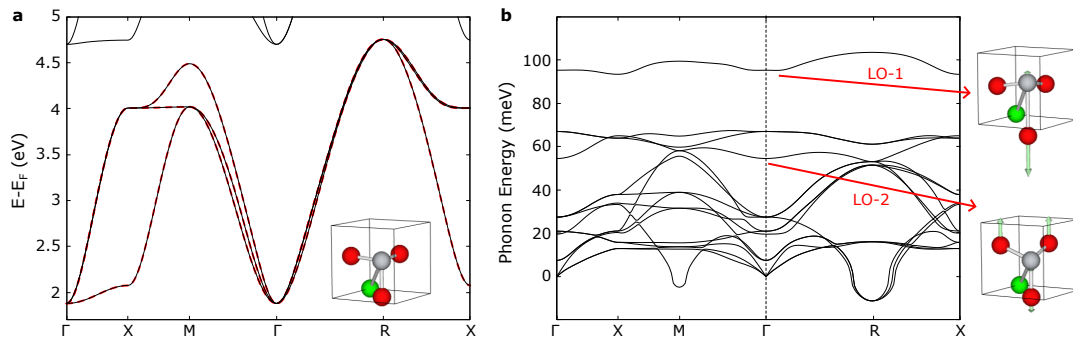 a
5
4.5
4
3.5
3
2.5
2
E-E_F (eV)
Γ X M Γ R X
b
100
80
60
40
20
0
Phonon Energy (meV)
Γ X M Γ R X
LO-1
LO-2